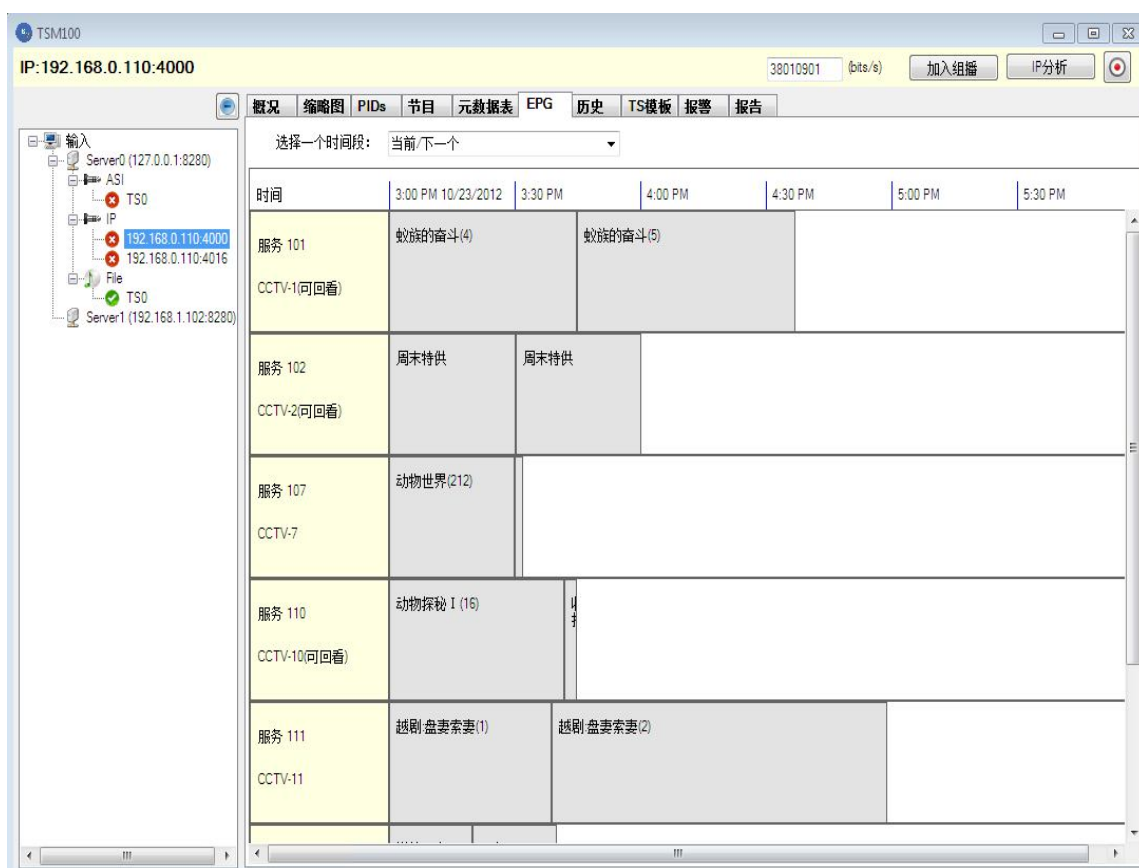 TSM100
IP:192.168.0.110:4000
38010901 (bits/s) 加入组播 IP分析
概况 缩略图 PIDs 节目 元数据表 EPG 历史 TS模板 报警 报告
选择一个时间段: 当前/下一个
输入
Server0 (127.0.0.1:8280)
ASI
TS0
IP
192.168.0.110:4000
192.168.0.110:4016
File
TS0
Server1 (192.168.1.102:8280)
时间 3:00 PM 10/23/2012 3:30 PM 4:00 PM 4:30 PM 5:00 PM 5:30 PM
服务 101
CCTV-1(可回看)
蚁族的奋斗(4) 蚁族的奋斗(5)
服务 102
CCTV-2(可回看)
周末特供 周末特供
服务 107
CCTV-7
动物世界(212)
服务 110
CCTV-10(可回看)
动物探秘Ⅰ(16)
服务 111
CCTV-11
越剧:盘妻索妻(1) 越剧:盘妻索妻(2)